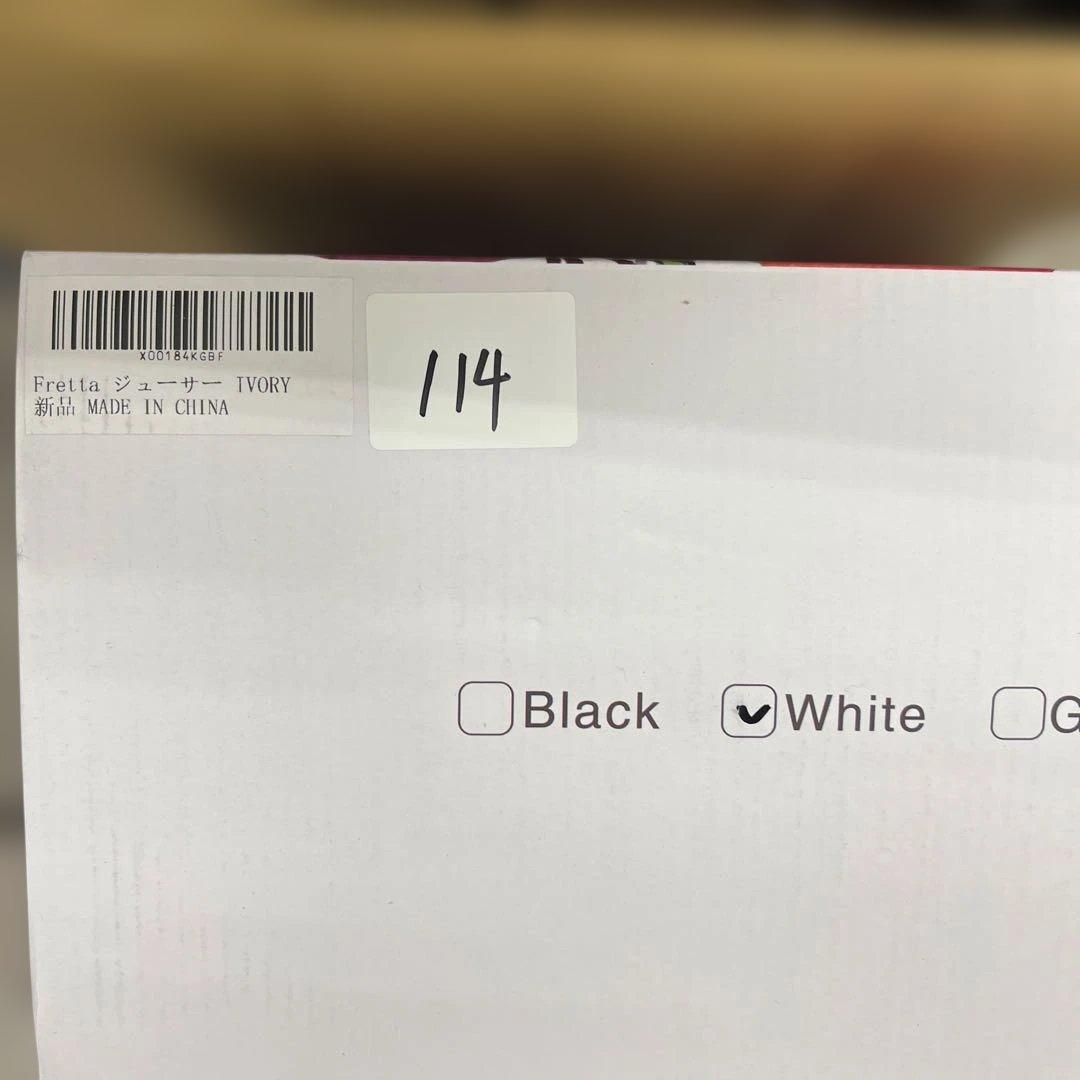 X00184KGBF
Fretta ジューサー IVORY
新品 MADE IN CHINA
114
Black White G